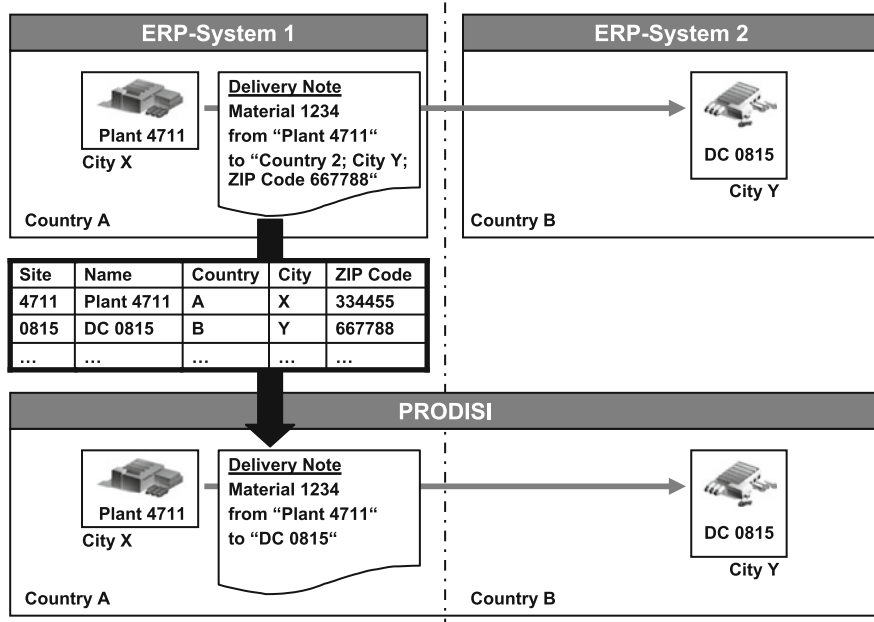 ERP-System 1
ERP-System 2
Delivery Note
Material 1234
from “Plant 4711“
to “Country 2; City Y;
ZIP Code 667788“
Plant 4711
City X
Country A
DC 0815
City Y
Country B
Site Name Country City ZIP Code
4711 Plant 4711 A X 334455
0815 DC 0815 B Y 667788
... ... ... ... ...
PRODISI
Delivery Note
Material 1234
from “Plant 4711“
to “DC 0815“
Plant 4711
City X
Country A
DC 0815
City Y
Country B